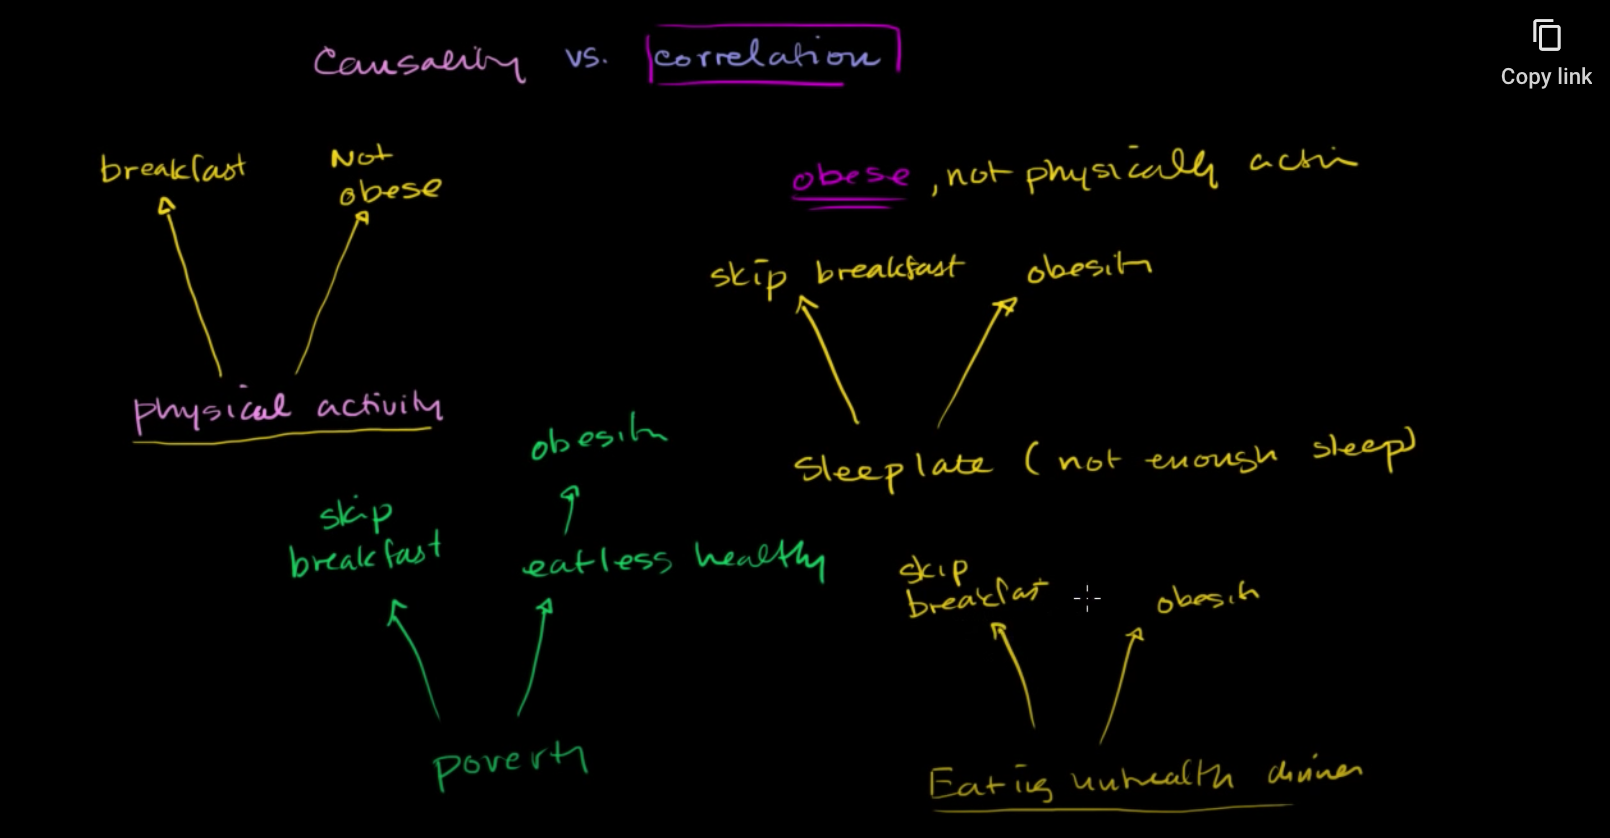 Causality vs. correlation
Copy link
breakfast
Not
obese
obese, not physically activ
skip breakfast
obesity
physical activity
obesity
Sleep late (not enough sleep)
skip
breakfast
eat less healthy
skip
breakfast
obesity
poverty
Eating unhealthy dinner